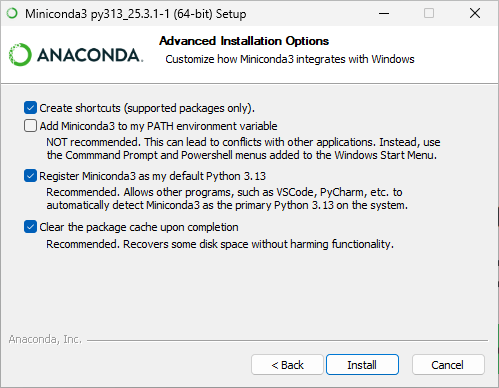 Miniconda3 py313_25.3.1-1 (64-bit) Setup
ANACONDA.
Advanced Installation Options
Customize how Miniconda3 integrates with Windows
Create shortcuts (supported packages only).
Add Miniconda3 to my PATH environment variable
NOT recommended. This can lead to conflicts with other applications. Instead, use
the Commmand Prompt and Powershell menus added to the Windows Start Menu.
Register Miniconda3 as my default Python 3.13
Recommended. Allows other programs, such as VSCode, PyCharm, etc. to
automatically detect Miniconda3 as the primary Python 3.13 on the system.
Clear the package cache upon completion
Recommended. Recovers some disk space without harming functionality.
Anaconda, Inc.
< Back
Install
Cancel